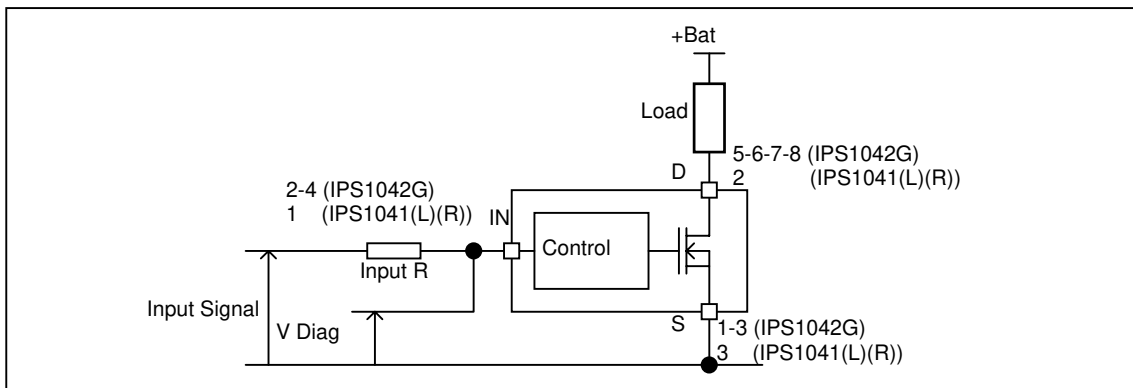 +Bat
Load
D
5-6-7-8 (IPS1042G)
2 (IPS1041(L)(R))
2-4 (IPS1042G)
1 (IPS1041(L)(R))
IN
Control
Input R
Input Signal
V Diag
S
1-3 (IPS1042G)
3 (IPS1041(L)(R))